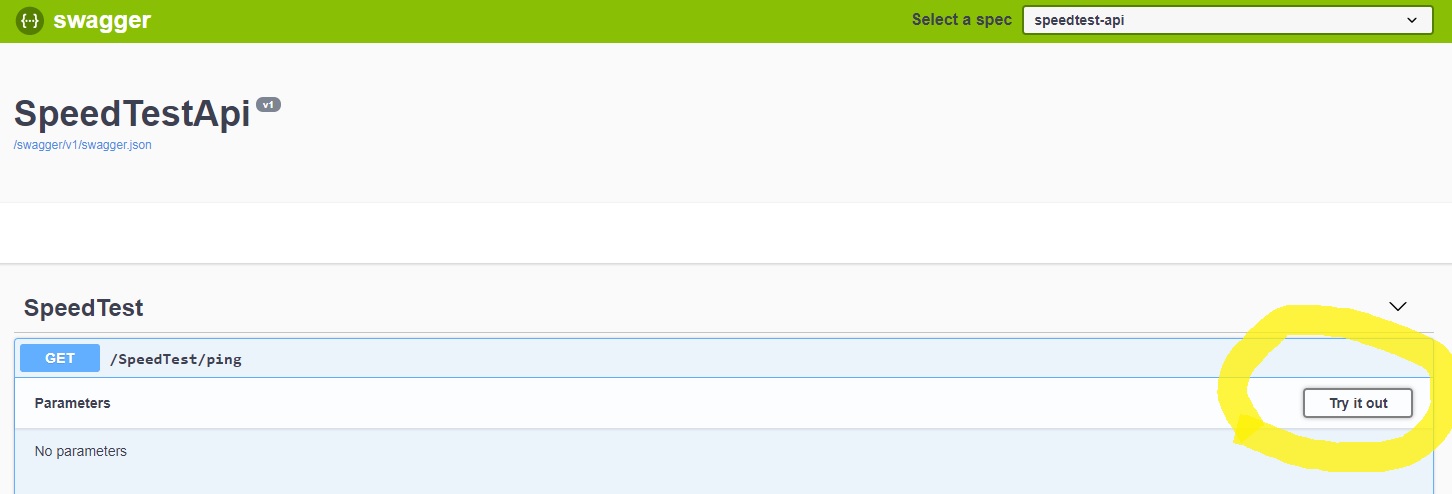 {··} swagger
Select a spec speedtest-api
SpeedTestApi v1
/swagger/v1/swagger.json
SpeedTest
GET /SpeedTest/ping
Parameters
Try it out
No parameters